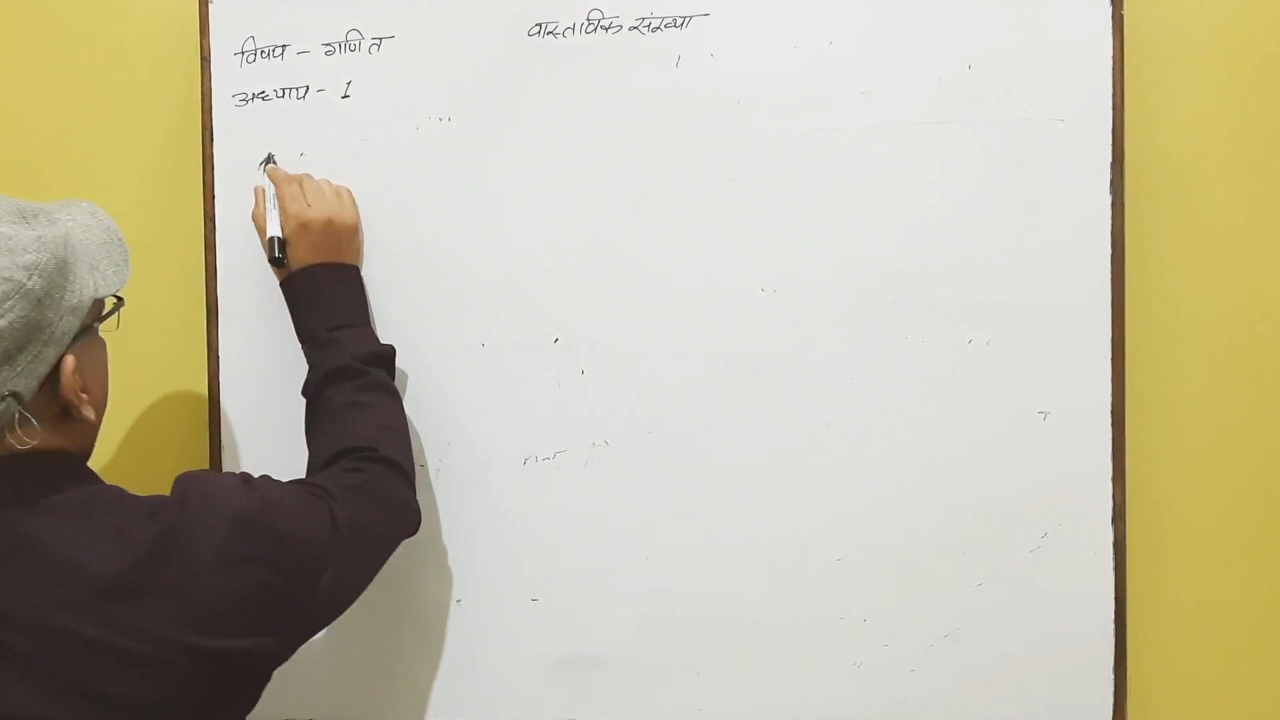 वास्तविक संख्या
विषय - गणित
अध्याय - 1